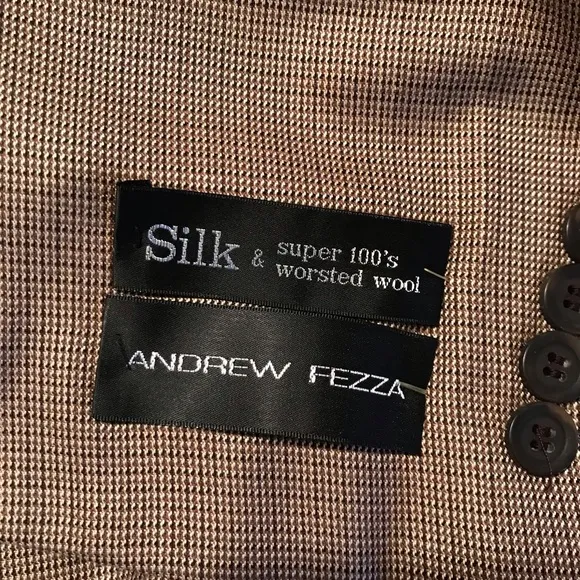 Silk & super 100's
worsted wool
ANDREW FEZZA